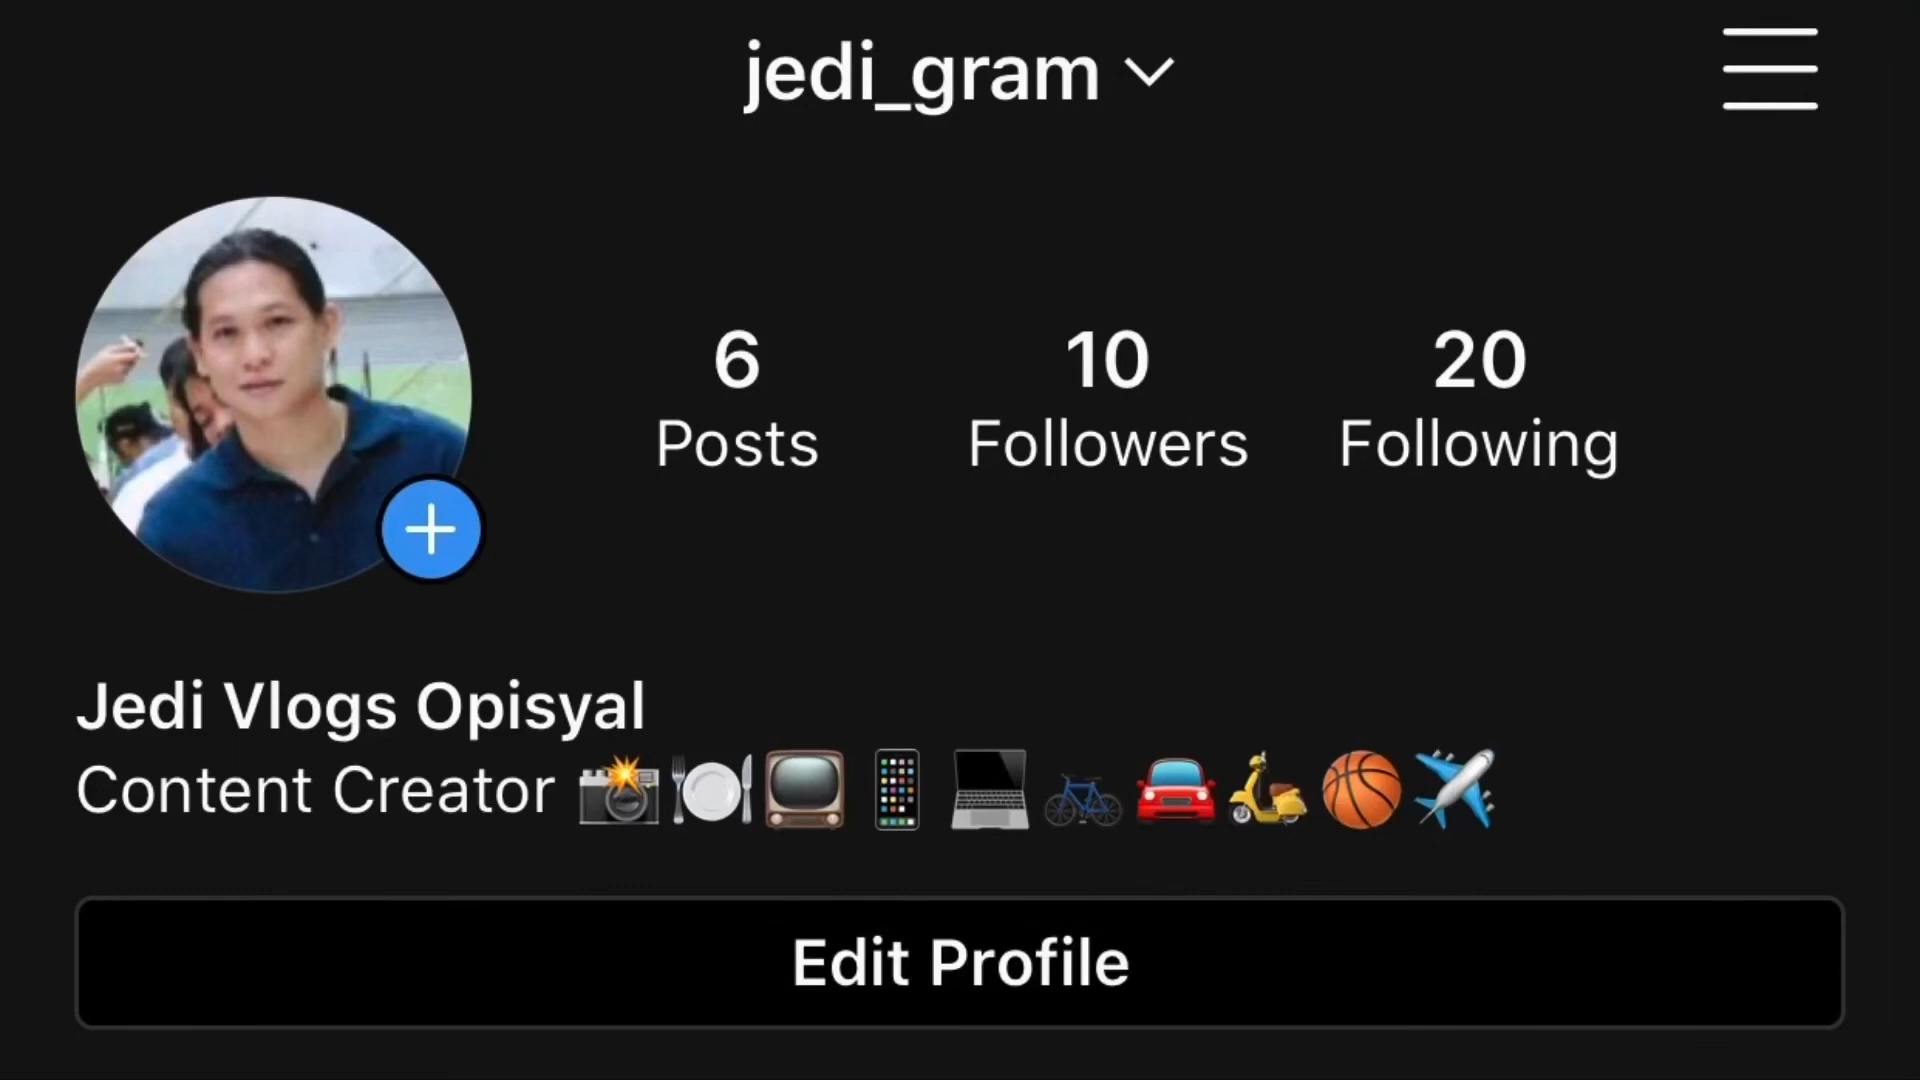 jedi_gram
6 10 20
Posts Followers Following
Jedi Vlogs Opisyal
Content Creator 📸🍽📺📱💻🚲🚘🛵🏀✈️
Edit Profile